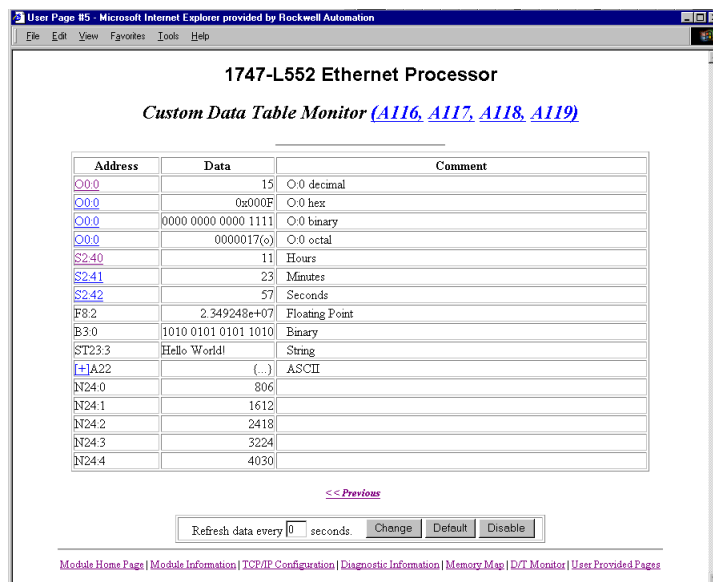 User Page #5 - Microsoft Internet Explorer provided by Rockwell Automation
File Edit View Favorites Tools Help
1747-L552 Ethernet Processor
Custom Data Table Monitor (A116, A117, A118, A119)
Address Data Comment
O0:0 15 O:0 decimal
O0:0 0x000F O:0 hex
O0:0 0000 0000 0000 1111 O:0 binary
O0:0 0000017(o) O:0 octal
S2:40 11 Hours
S2:41 23 Minutes
S2:42 57 Seconds
F8:2 2.349248e+07 Floating Point
B3:0 1010 0101 0101 1010 Binary
ST23:3 Hello World! String
[+]A22 {...} ASCII
N24:0 806
N24:1 1612
N24:2 2418
N24:3 3224
N24:4 4030
<< Previous
Refresh data every 0 seconds. Change Default Disable
Module Home Page | Module Information | TCP/IP Configuration | Diagnostic Information | Memory Map | D/T Monitor | User Provided Pages